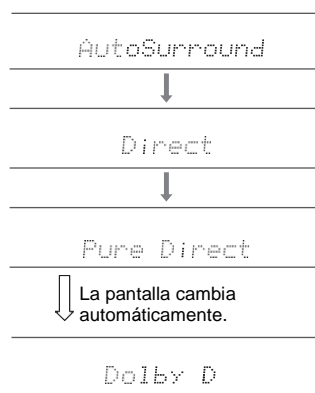 AutoSurround
Direct
Pure Direct
La pantalla cambia
automáticamente.
Dolby D